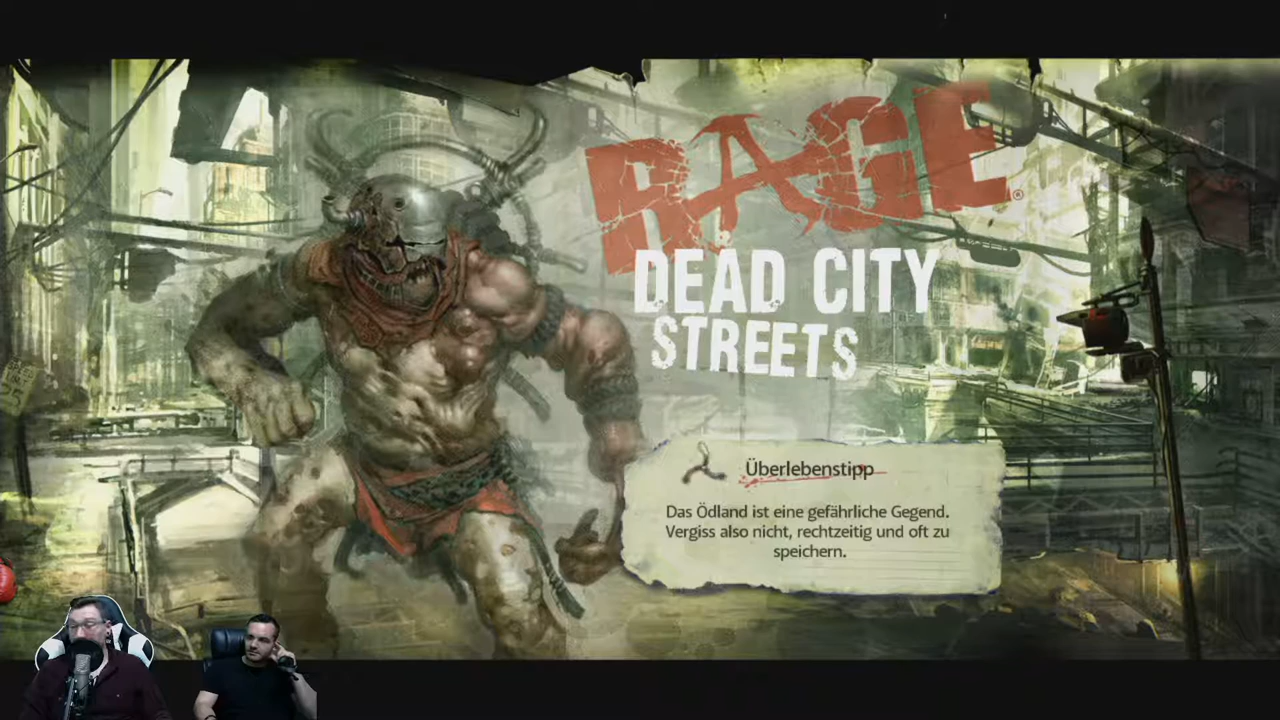 RAGE®
DEAD CITY
STREETS
Überlebenstipp
Das Ödland ist eine gefährliche Gegend.
Vergiss also nicht, rechtzeitig und oft zu
speichern.